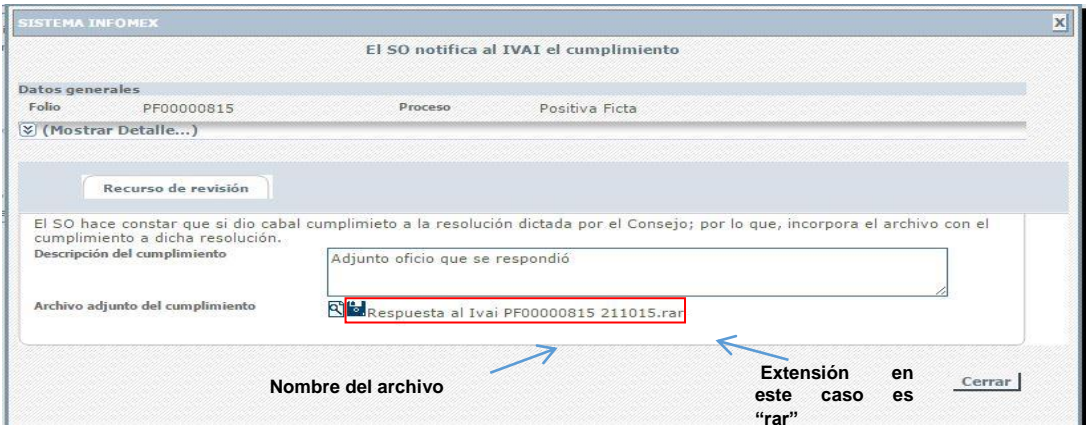 SISTEMA INFOMEX
X
El SO notifica al IVAI el cumplimiento
Datos generales
Folio PF00000815 Proceso Positiva Ficta
(Mostrar Detalle...)
Recurso de revisión
El SO hace constar que si dio cabal cumplimieto a la resolución dictada por el Consejo; por lo que, incorpora el archivo con el
cumplimiento a dicha resolución.
Descripción del cumplimiento
Adjunto oficio que se respondió
Archivo adjunto del cumplimiento
Respuesta al Ivai PF00000815 211015.rar
Nombre del archivo
Extensión en
este caso es
“rar”
Cerrar